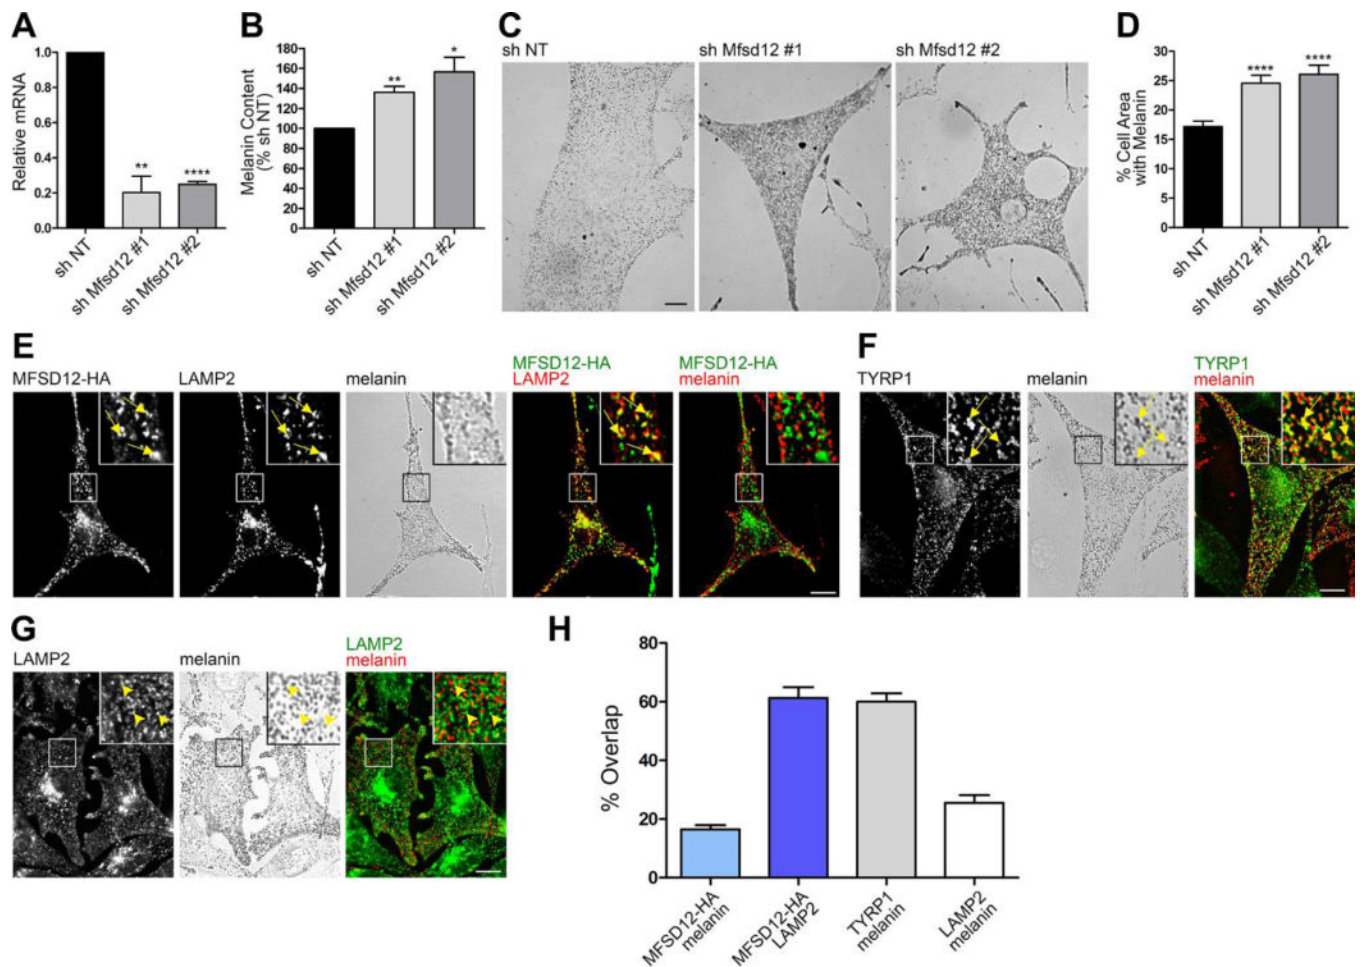 A
Relative mRNA
1.0
0.8
0.6
0.4
0.2
0.0
**
****
sh NT
sh Mfsd12 #1
sh Mfsd12 #2
B
Melanin Content
(% sh NT)
180
160
140
120
100
80
60
40
20
0
**
*
sh NT
sh Mfsd12 #1
sh Mfsd12 #2
C
sh NT
sh Mfsd12 #1
sh Mfsd12 #2
D
% Cell Area
with Melanin
30
25
20
15
10
5
0
****
****
sh NT
sh Mfsd12 #1
sh Mfsd12 #2
E
MFSD12-HA
LAMP2
melanin
MFSD12-HA
LAMP2
MFSD12-HA
melanin
F
TYRP1
melanin
TYRP1
melanin
G
LAMP2
melanin
LAMP2
melanin
H
% Overlap
80
60
40
20
0
MFSD12-HA
melanin
MFSD12-HA
LAMP2
TYRP1
melanin
LAMP2
melanin